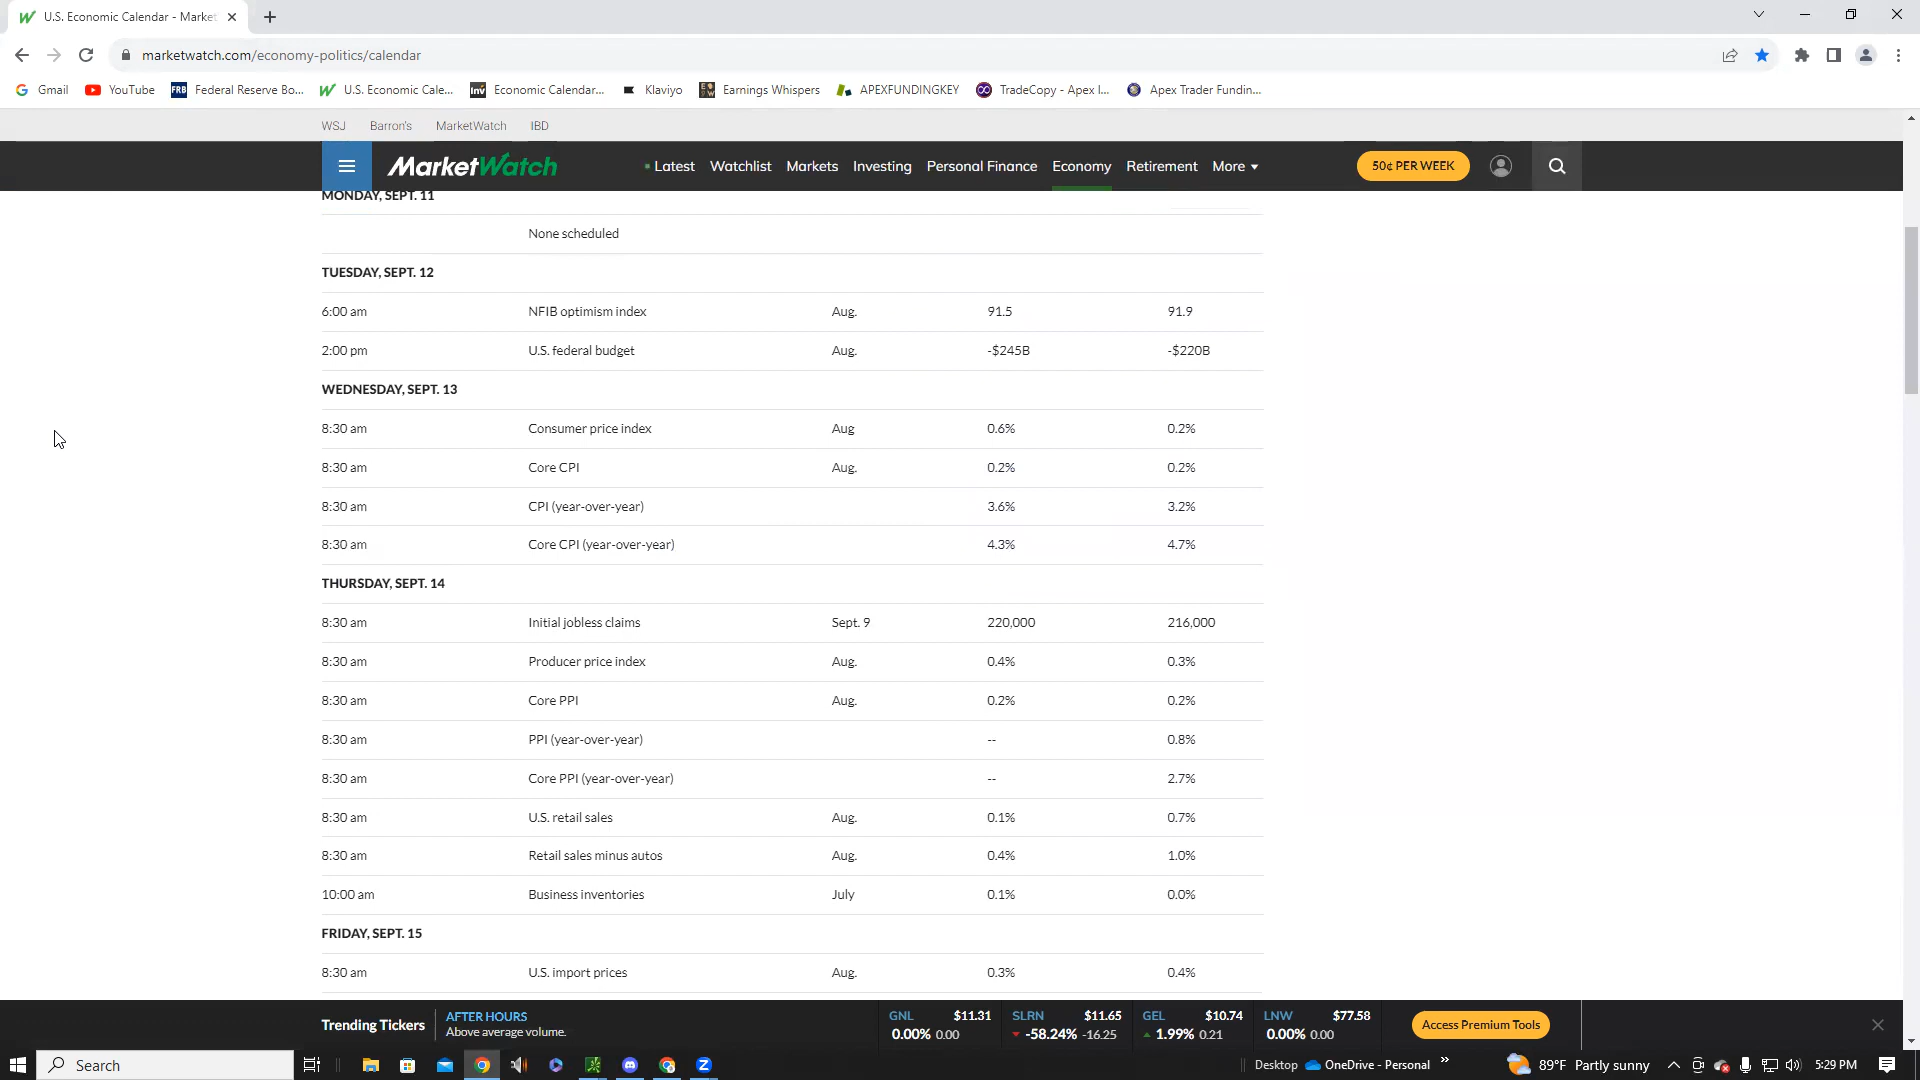 U.S. Economic Calendar - Market
marketwatch.com/economy-politics/calendar
Gmail YouTube FRB Federal Reserve Bo... U.S. Economic Cale... Inv Economic Calendar... Klaviyo Earnings Whispers APEXFUNDINGKEY TradeCopy - Apex I... Apex Trader Fundin...
WSJ Barron's MarketWatch IBD
MarketWatch Latest Watchlist Markets Investing Personal Finance Economy Retirement More 50¢ PER WEEK
MONDAY, SEPT. 11
None scheduled
TUESDAY, SEPT. 12
6:00 am NFIB optimism index Aug. 91.5 91.9
2:00 pm U.S. federal budget Aug. -$245B -$220B
WEDNESDAY, SEPT. 13
8:30 am Consumer price index Aug 0.6% 0.2%
8:30 am Core CPI Aug. 0.2% 0.2%
8:30 am CPI (year-over-year) 3.6% 3.2%
8:30 am Core CPI (year-over-year) 4.3% 4.7%
THURSDAY, SEPT. 14
8:30 am Initial jobless claims Sept. 9 220,000 216,000
8:30 am Producer price index Aug. 0.4% 0.3%
8:30 am Core PPI Aug. 0.2% 0.2%
8:30 am PPI (year-over-year) -- 0.8%
8:30 am Core PPI (year-over-year) -- 2.7%
8:30 am U.S. retail sales Aug. 0.1% 0.7%
8:30 am Retail sales minus autos Aug. 0.4% 1.0%
10:00 am Business inventories July 0.1% 0.0%
FRIDAY, SEPT. 15
8:30 am U.S. import prices Aug. 0.3% 0.4%
Trending Tickers AFTER HOURS GNL $11.31 SLRN $11.65 GEL $10.74 LNW $77.58 Access Premium Tools
Above average volume. 0.00% 0.00 -58.24% -16.25 1.99% 0.21 0.00% 0.00
Search Desktop OneDrive - Personal 89°F Partly sunny 5:29 PM